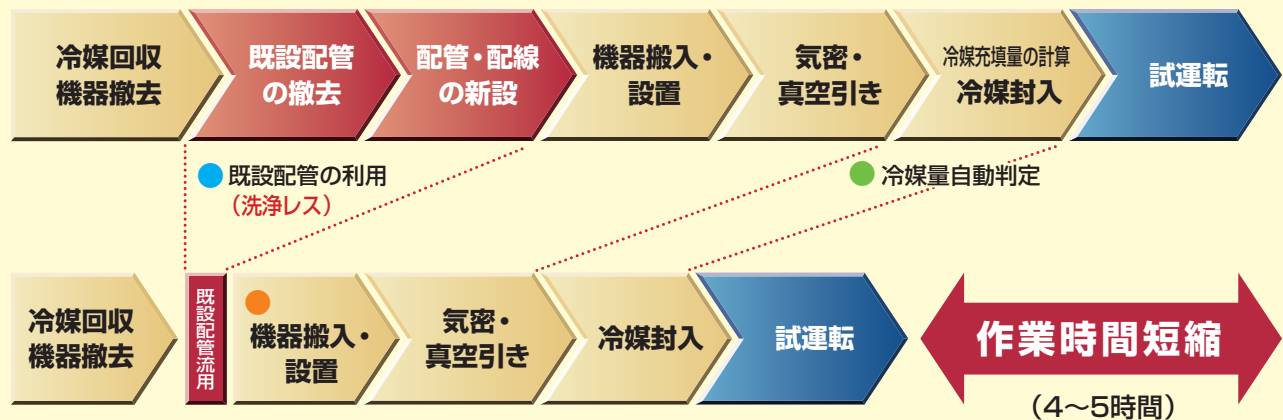 冷媒回収
機器撤去
既設配管
の撤去
配管・配線
の新設
機器搬入・
設置
気密・
真空引き
冷媒充填量の計算
冷媒封入
試運転
既設配管の利用
（洗浄レス）
冷媒量自動判定
冷媒回収
機器撤去
既設配管流用
機器搬入・
設置
気密・
真空引き
冷媒封入
試運転
作業時間短縮
（4〜5時間）